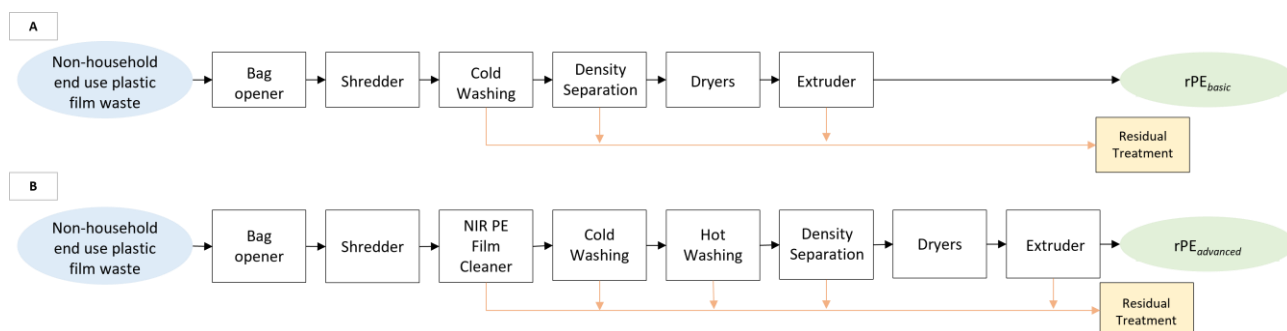 A
Non-household
end use plastic
film waste
Bag
opener
Shredder
Cold
Washing
Density
Separation
Dryers
Extruder
rPEbasic
Residual
Treatment
B
Non-household
end use plastic
film waste
Bag
opener
Shredder
NIR PE
Film
Cleaner
Cold
Washing
Hot
Washing
Density
Separation
Dryers
Extruder
rPEadvanced
Residual
Treatment